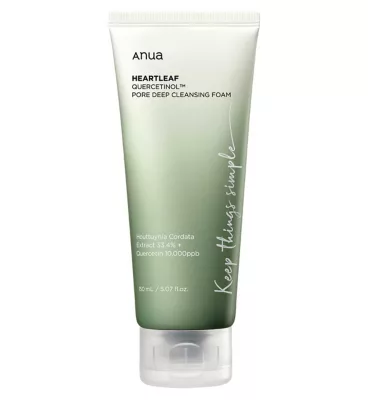 Anua
HEARTLEAF
QUERCETINOL™
PORE DEEP CLEANSING FOAM
Keep things simple
Houttuynia Cordata
Extract 33.4% +
Quercetin 10,000ppb
150 mL / 5.07 fl.oz.